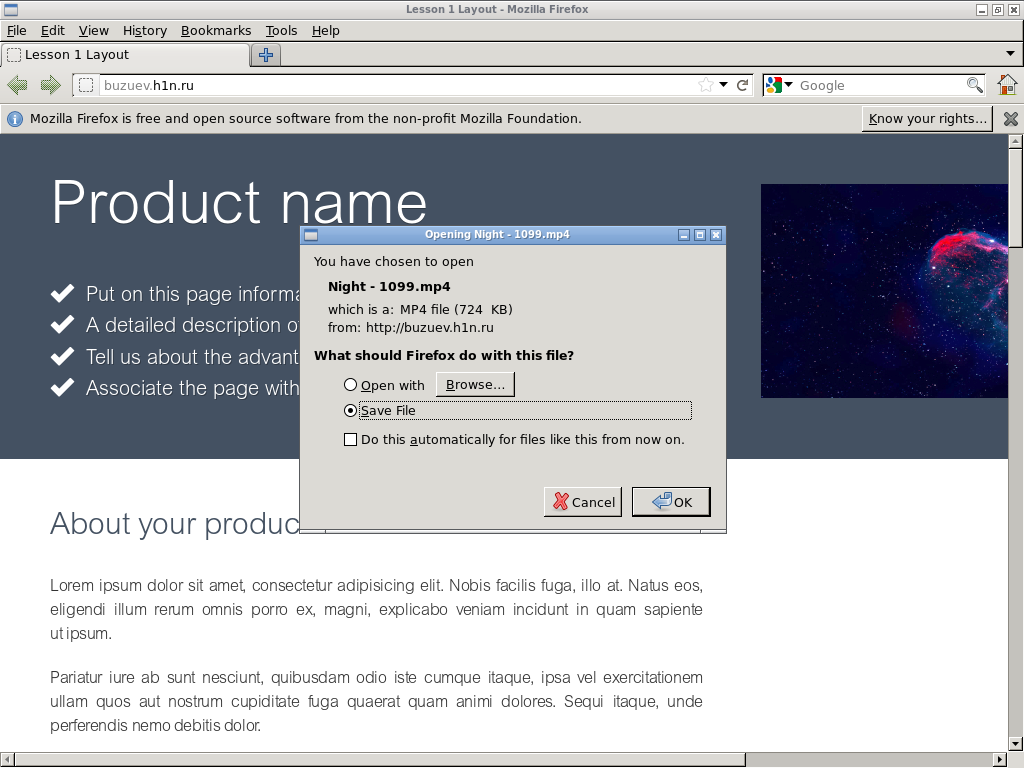 Lesson 1 Layout - Mozilla Firefox
File Edit View History Bookmarks Tools Help
Lesson 1 Layout
buzuev.h1n.ru
Google
Mozilla Firefox is free and open source software from the non-profit Mozilla Foundation.
Know your rights...
Product name
Put on this page informa
A detailed description o
Tell us about the advant
Associate the page with
Opening Night - 1099.mp4
You have chosen to open
Night - 1099.mp4
which is a: MP4 file (724 KB)
from: http://buzuev.h1n.ru
What should Firefox do with this file?
Open with Browse...
Save File
Do this automatically for files like this from now on.
Cancel OK
About your produc
Lorem ipsum dolor sit amet, consectetur adipisicing elit. Nobis facilis fuga, illo at. Natus eos,
eligendi illum rerum omnis porro ex, magni, explicabo veniam incidunt in quam sapiente
ut ipsum.
Pariatur iure ab sunt nesciunt, quibusdam odio iste cumque itaque, ipsa vel exercitationem
ullam quos aut nostrum cupiditate fuga quaerat quam animi dolores. Sequi itaque, unde
perferendis nemo debitis dolor.